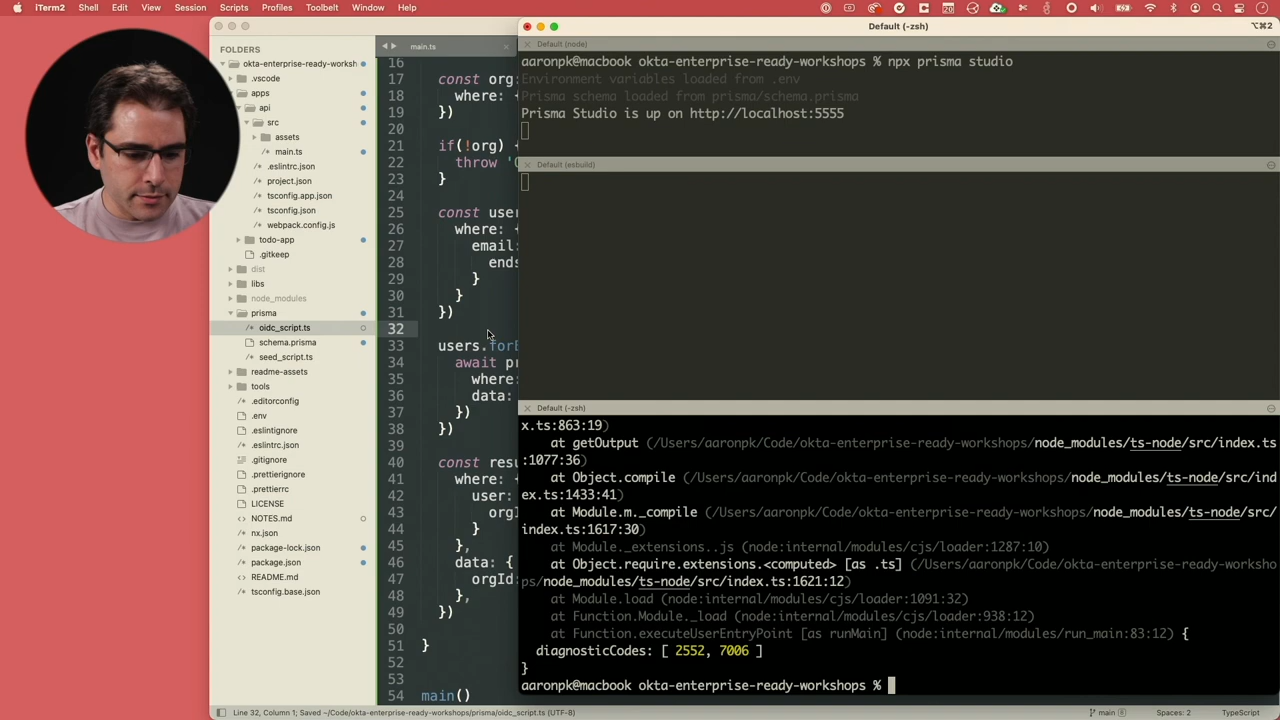 iTerm2 Shell Edit View Session Scripts Profiles Window Help
Default (-zsh)
⌥⌘2
FOLDERS
okta-enterprise-ready-worksh
.vscode
apps
api
src
assets
main.ts
.eslintrc.json
project.json
tsconfig.app.json
tsconfig.json
webpack.config.js
todo-app
.gitkeep
dist
libs
node_modules
prisma
oidc_script.ts
schema.prisma
seed_script.ts
readme-assets
tools
.editorconfig
.env
.eslintignore
.eslintrc.json
.gitignore
.prettierignore
.prettierrc
LICENSE
NOTES.md
nx.json
package-lock.json
package.json
README.md
tsconfig.base.json
main.ts
16
17 const org
18 where: {
19 })
20
21 if(!org) {
22 throw 'O
23 }
24
25 const user
26 where: {
27 email:
28 ends
29 }
30 }
31 })
32
33 users.forE
34 await pr
35 where:
36 data:
37 })
38 })
39
40 const resu
41 where: {
42 user:
43 orgI
44 }
45 },
46 data: {
47 orgId:
48 },
49 })
50
51 }
52
53
54 main()
Default (node)
aaronpk@macbook okta-enterprise-ready-workshops % npx prisma studio
Environment variables loaded from .env
Prisma schema loaded from prisma/schema.prisma
Prisma Studio is up on http://localhost:5555
Default (esbuild)
Default (-zsh)
x.ts:863:19)
at getOutput (/Users/aaronpk/Code/okta-enterprise-ready-workshops/node_modules/ts-node/src/index.ts
:1077:36)
at Object.compile (/Users/aaronpk/Code/okta-enterprise-ready-workshops/node_modules/ts-node/src/ind
ex.ts:1433:41)
at Module.m._compile (/Users/aaronpk/Code/okta-enterprise-ready-workshops/node_modules/ts-node/src/
index.ts:1617:30)
at Module._extensions..js (node:internal/modules/cjs/loader:1287:10)
at Object.require.extensions.<computed> [as .ts] (/Users/aaronpk/Code/okta-enterprise-ready-worksho
ps/node_modules/ts-node/src/index.ts:1621:12)
at Module.load (node:internal/modules/cjs/loader:1091:32)
at Function.Module._load (node:internal/modules/cjs/loader:938:12)
at Function.executeUserEntryPoint [as runMain] (node:internal/modules/run_main:83:12) {
diagnosticCodes: [ 2552, 7006 ]
}
aaronpk@macbook okta-enterprise-ready-workshops %
Line 32, Column 1; Saved ~/Code/okta-enterprise-ready-workshops/prisma/oidc_script.ts (UTF-8)
main
Spaces: 2
TypeScript